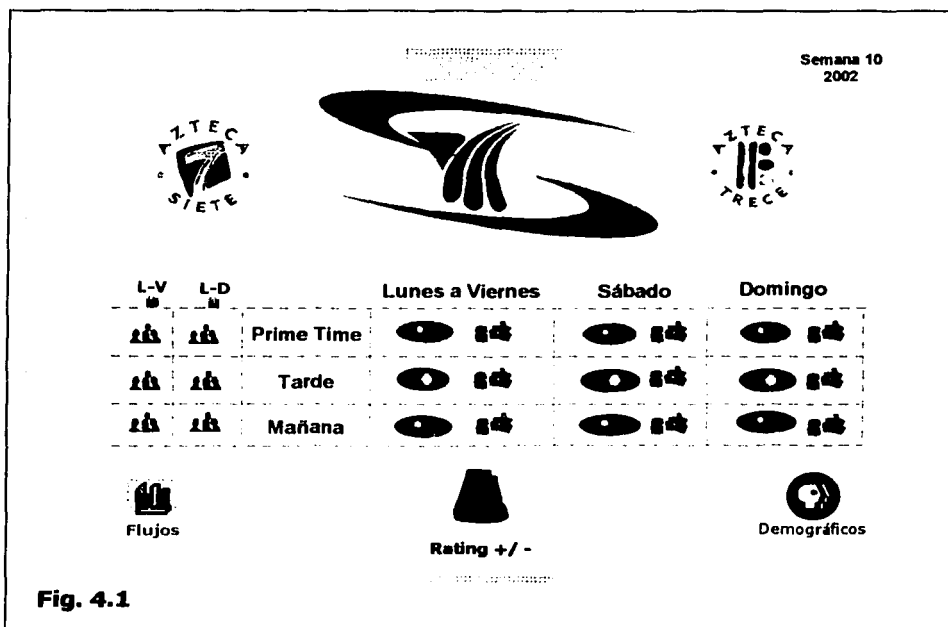 Semana 10
2002
AZTECA
7
SIETE
AZTECA
TRECE
L-V
L-D
Lunes a Viernes
Sábado
Domingo
Prime Time
Tarde
Mañana
Flujos
Rating +/ -
Demográficos
Fig. 4.1